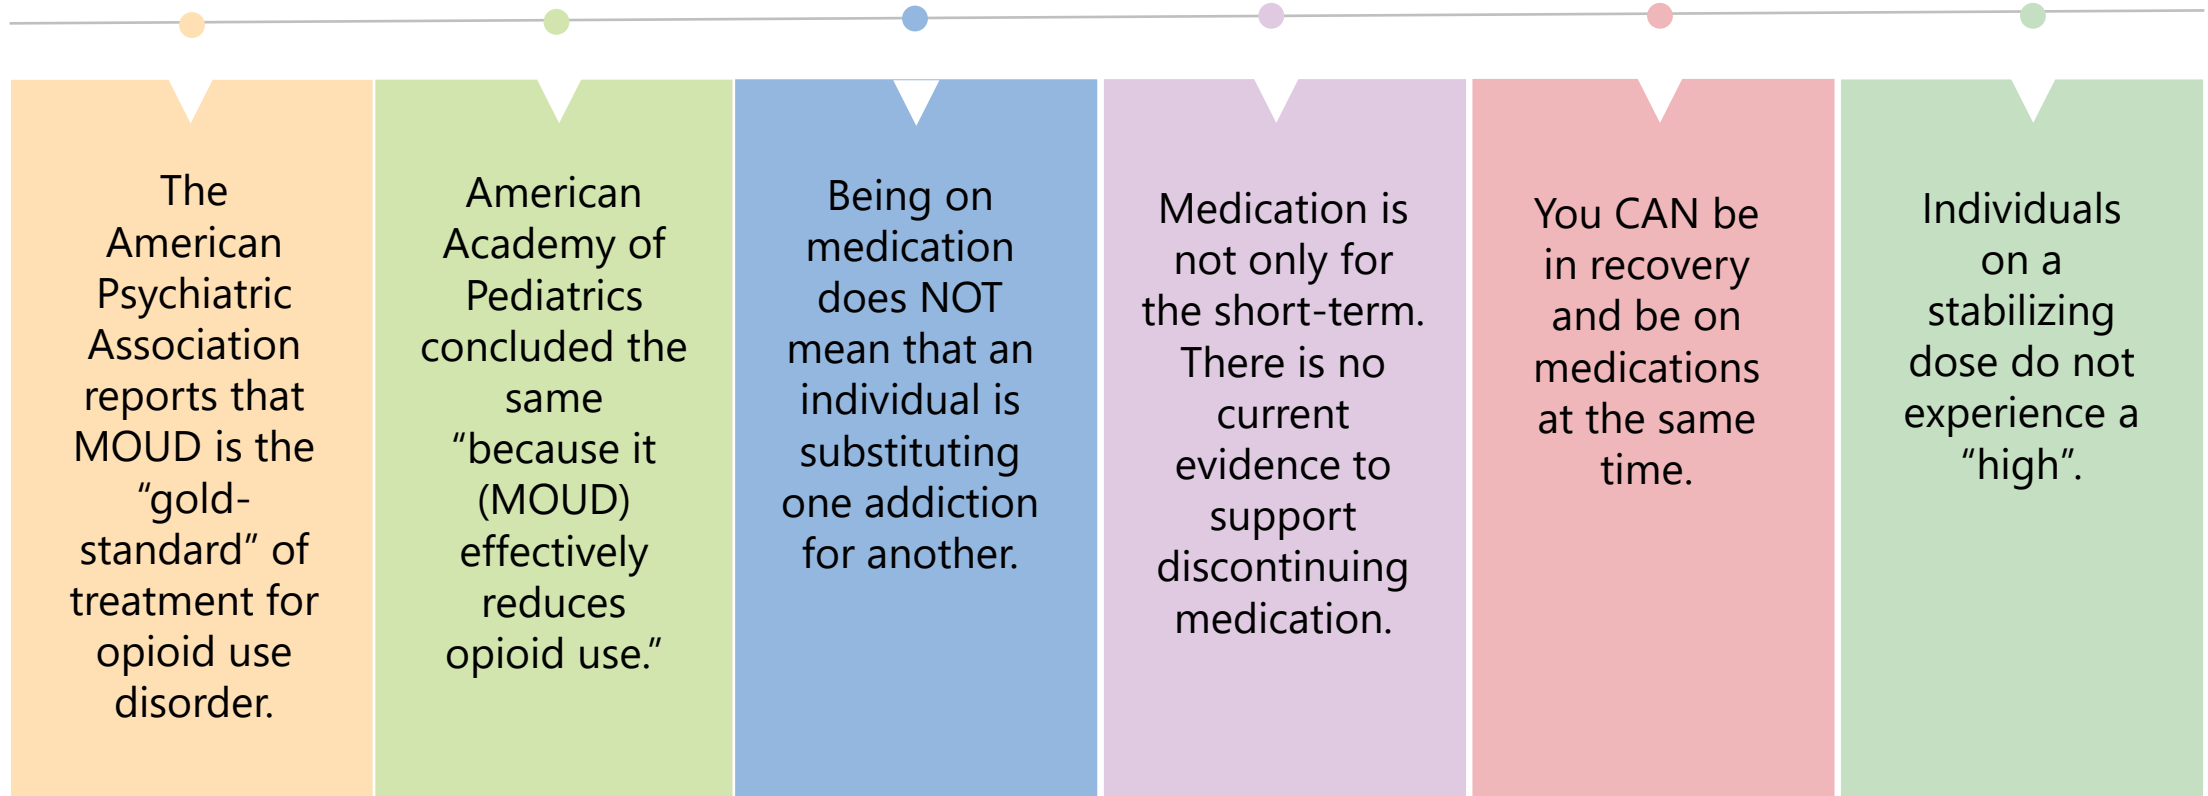 The
American
Psychiatric
Association
reports that
MOUD is the
“gold-
standard” of
treatment for
opioid use
disorder.
American
Academy of
Pediatrics
concluded the
same
“because it
(MOUD)
effectively
reduces
opioid use.”
Being on
medication
does NOT
mean that an
individual is
substituting
one addiction
for another.
Medication is
not only for
the short-term.
There is no
current
evidence to
support
discontinuing
medication.
You CAN be
in recovery
and be on
medications
at the same
time.
Individuals
on a
stabilizing
dose do not
experience a
“high”.